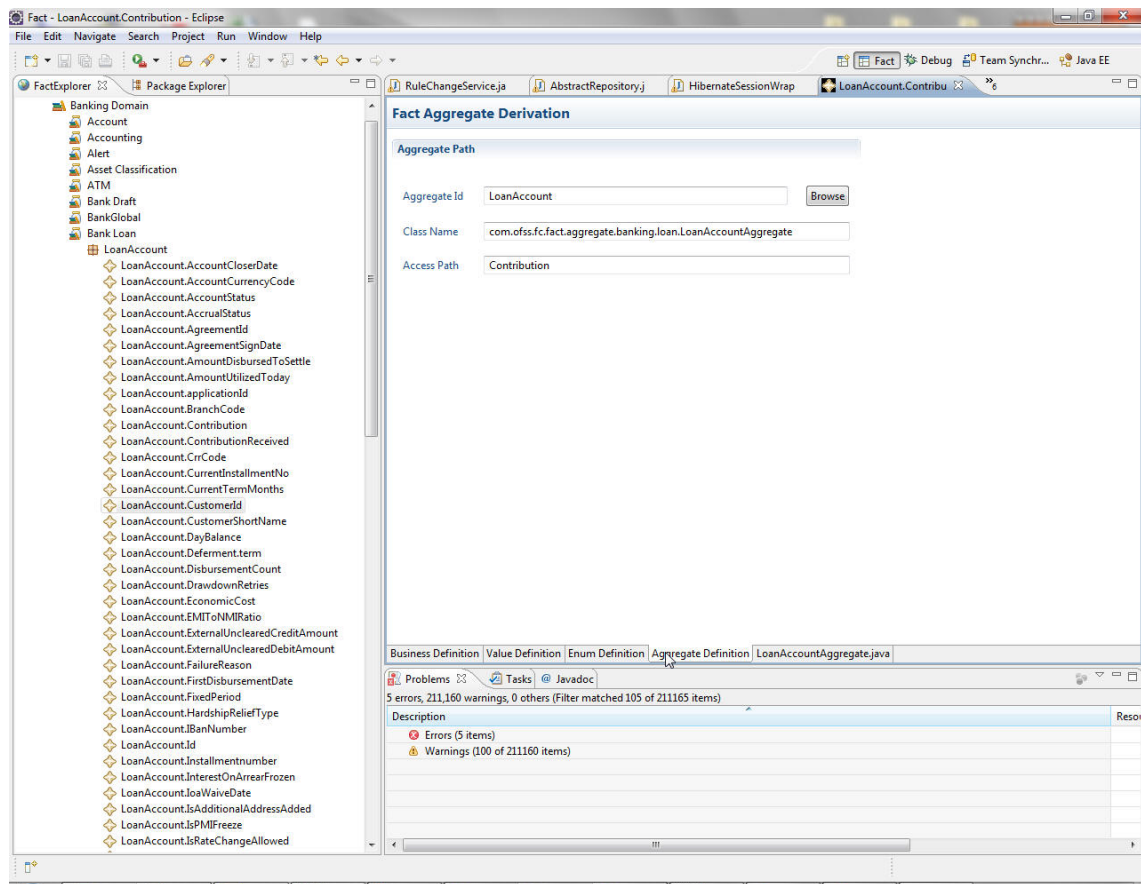 Fact - LoanAccount.Contribution - Eclipse
File Edit Navigate Search Project Run Window Help
Fact Debug Team Synchr... Java EE
FactExplorer Package Explorer
Banking Domain
Account
Accounting
Alert
Asset Classification
ATM
Bank Draft
BankGlobal
Bank Loan
LoanAccount
LoanAccount.AccountCloserDate
LoanAccount.AccountCurrencyCode
LoanAccount.AccountStatus
LoanAccount.AccrualStatus
LoanAccount.AgreementId
LoanAccount.AgreementSignDate
LoanAccount.AmountDisbursedToSettle
LoanAccount.AmountUtilizedToday
LoanAccount.applicationId
LoanAccount.BranchCode
LoanAccount.Contribution
LoanAccount.ContributionReceived
LoanAccount.CrrCode
LoanAccount.CurrentInstallmentNo
LoanAccount.CurrentTermMonths
LoanAccount.CustomerId
LoanAccount.CustomerShortName
LoanAccount.DayBalance
LoanAccount.Deferment.term
LoanAccount.DisbursementCount
LoanAccount.DrawdownRetries
LoanAccount.EconomicCost
LoanAccount.EMIToNMIRatio
LoanAccount.ExternalUnclearedCreditAmount
LoanAccount.ExternalUnclearedDebitAmount
LoanAccount.FailureReason
LoanAccount.FirstDisbursementDate
LoanAccount.FixedPeriod
LoanAccount.HardshipReliefType
LoanAccount.IBanNumber
LoanAccount.Id
LoanAccount.Installmentnumber
LoanAccount.InterestOnArrearFrozen
LoanAccount.IoaWaiveDate
LoanAccount.IsAdditionalAddressAdded
LoanAccount.IsPMIFreeze
LoanAccount.IsRateChangeAllowed
RuleChangeService.ja AbstractRepository.j HibernateSessionWrap LoanAccount.Contribu »6
Fact Aggregate Derivation
Aggregate Path
Aggregate Id LoanAccount Browse
Class Name com.ofss.fc.fact.aggregate.banking.loan.LoanAccountAggregate
Access Path Contribution
Business Definition Value Definition Enum Definition Aggregate Definition LoanAccountAggregate.java
Problems Tasks @ Javadoc
5 errors, 211,160 warnings, 0 others (Filter matched 105 of 211165 items)
Description Reso
Errors (5 items)
Warnings (100 of 211160 items)